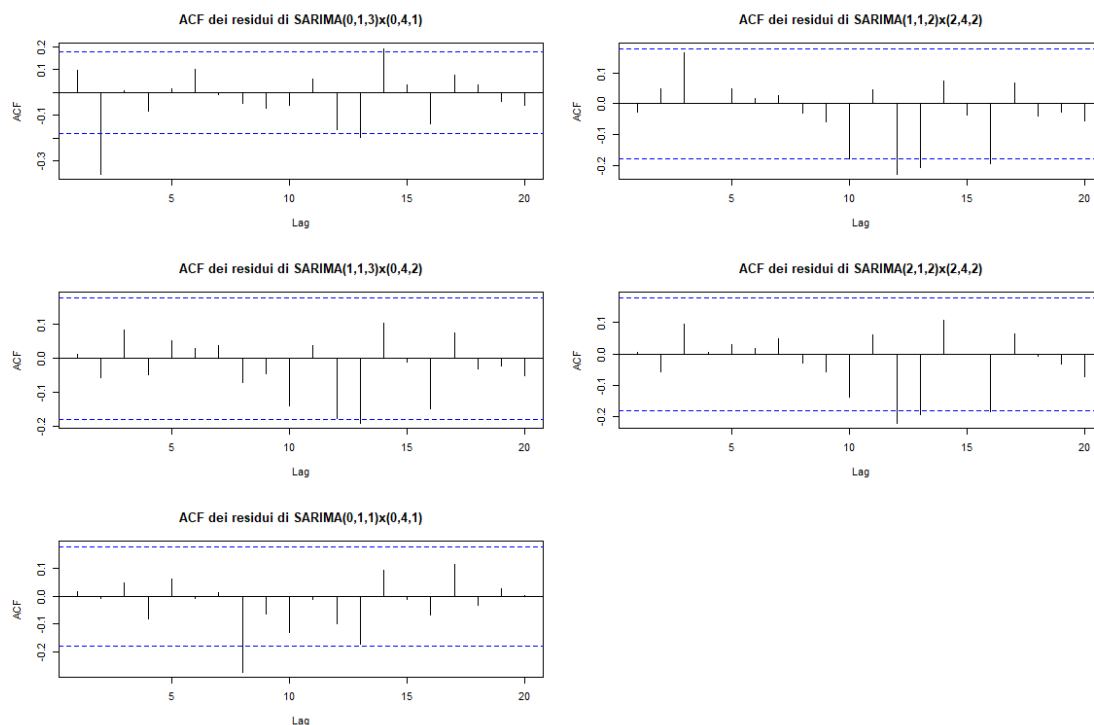 ACF dei residui di SARIMA(0,1,3)x(0,4,1)
ACF
0.2
0.1
-0.1
-0.3
5
10
15
20
Lag
ACF dei residui di SARIMA(1,1,2)x(2,4,2)
ACF
0.1
0.0
-0.1
-0.2
5
10
15
20
Lag
ACF dei residui di SARIMA(1,1,3)x(0,4,2)
ACF
0.1
0.0
-0.1
-0.2
5
10
15
20
Lag
ACF dei residui di SARIMA(2,1,2)x(2,4,2)
ACF
0.1
0.0
-0.1
-0.2
5
10
15
20
Lag
ACF dei residui di SARIMA(0,1,1)x(0,4,1)
ACF
0.1
0.0
-0.1
-0.2
5
10
15
20
Lag